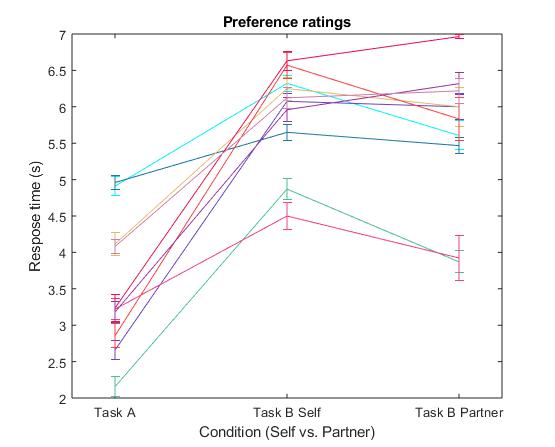 Preference ratings
7
6.5
6
5.5
5
4.5
4
3.5
3
2.5
2
Respose time (s)
Task A Task B Self Task B Partner
Condition (Self vs. Partner)